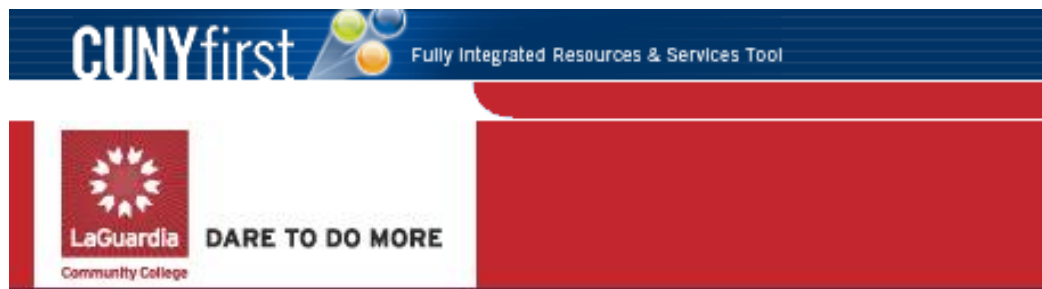 CUNYfirst Fully Integrated Resources & Services Tool
LaGuardia
Community College
DARE TO DO MORE